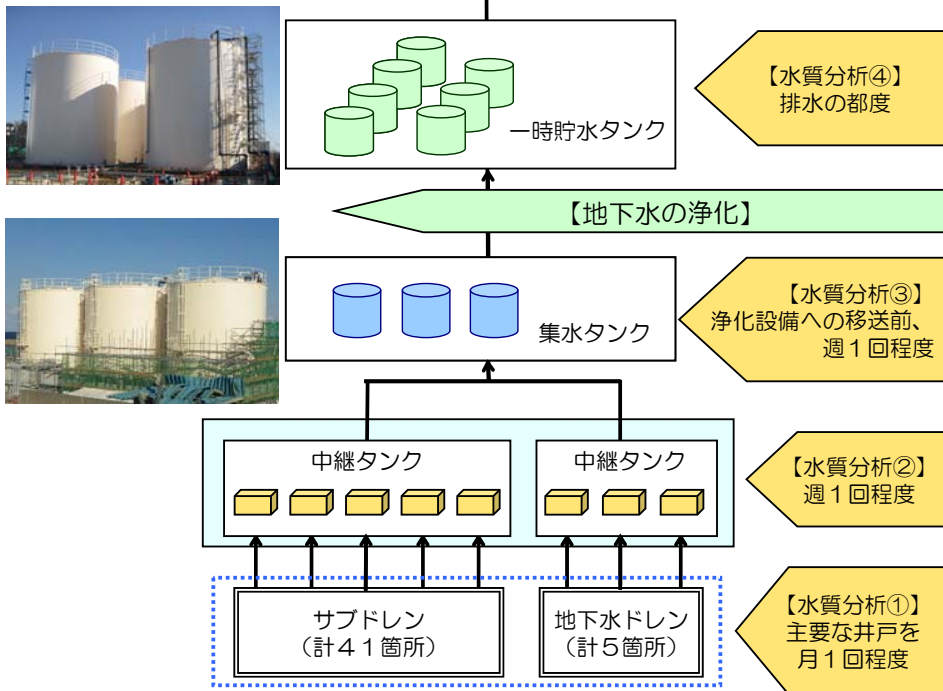 【水質分析④】
排水の都度
一時貯水タンク
【地下水の浄化】
【水質分析③】
浄化設備への移送前、
週1回程度
集水タンク
中継タンク
中継タンク
【水質分析②】
週1回程度
サブドレン
(計41箇所)
地下水ドレン
(計5箇所)
【水質分析①】
主要な井戸を
月1回程度